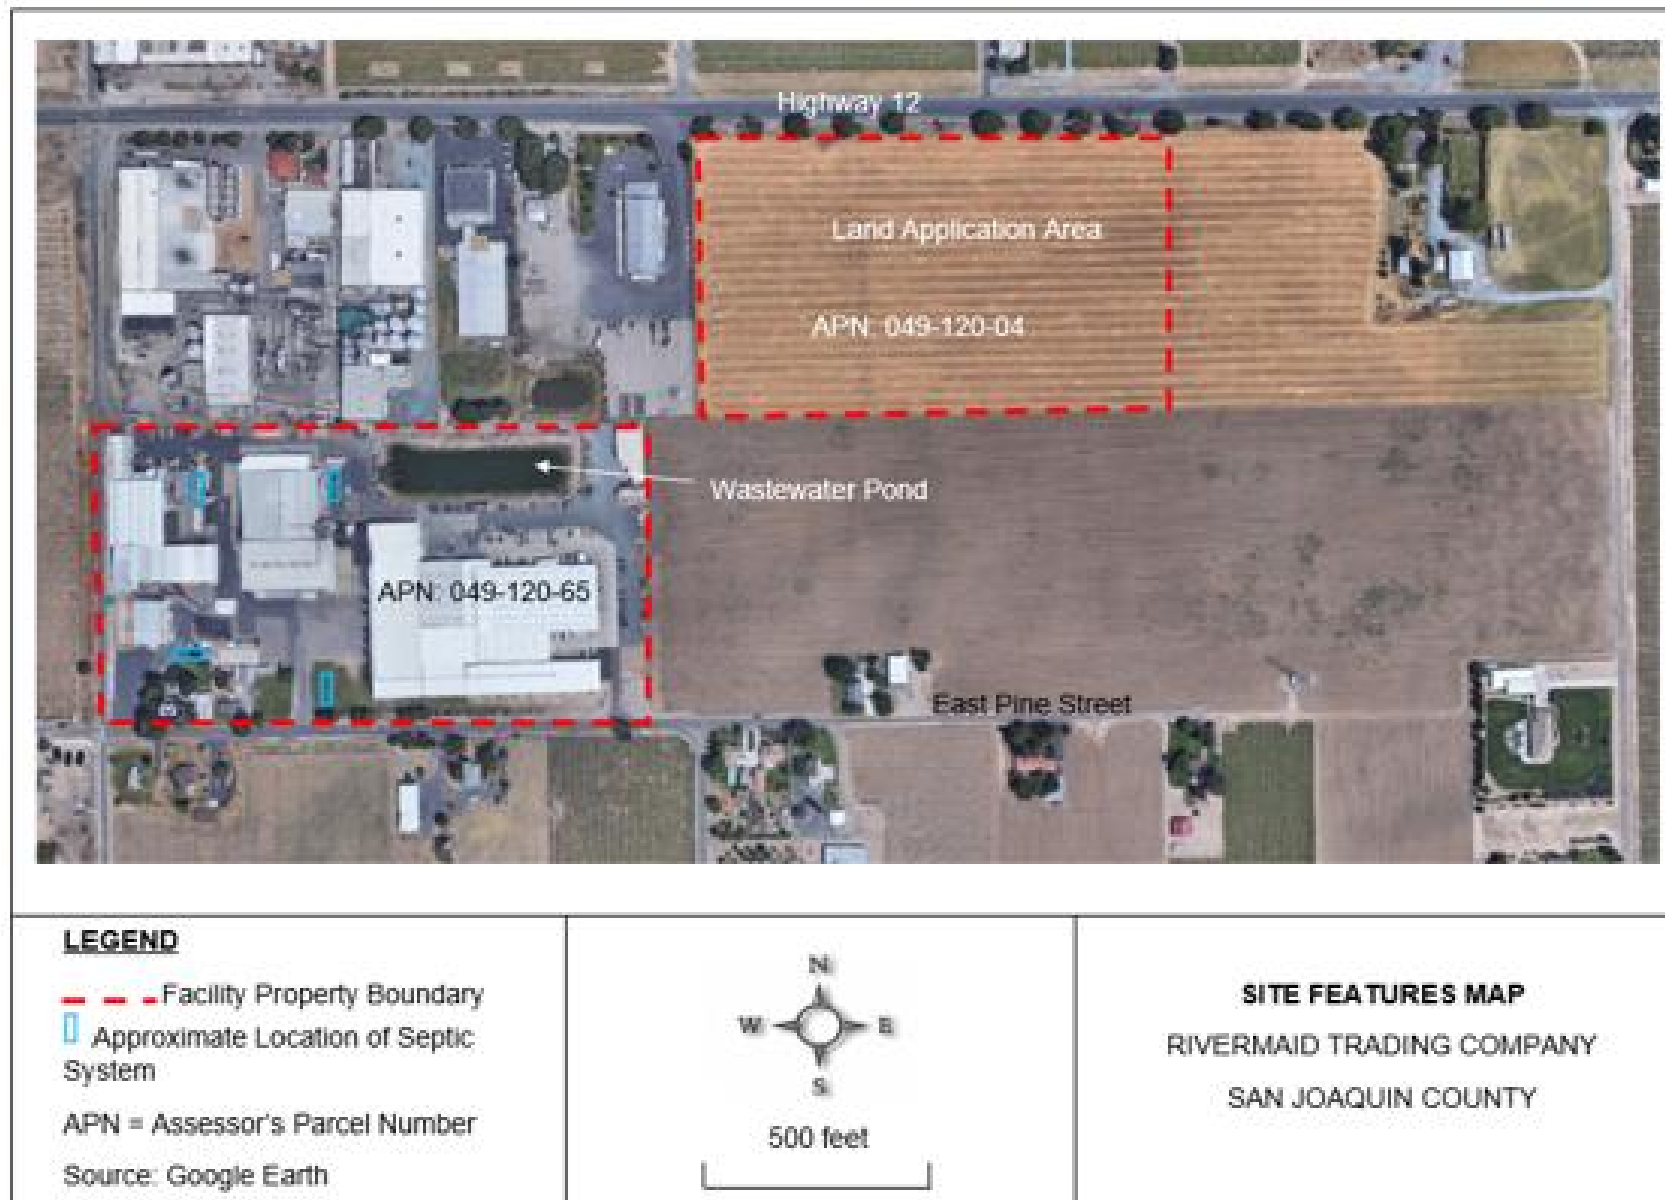 Highway 12
Land Application Area
APN: 049-120-04
Wastewater Pond
APN: 049-120-65
East Pine Street
LEGEND
Facility Property Boundary
Approximate Location of Septic
System
APN = Assessor's Parcel Number
Source: Google Earth
N
W E
S
500 feet
SITE FEATURES MAP
RIVERMAID TRADING COMPANY
SAN JOAQUIN COUNTY